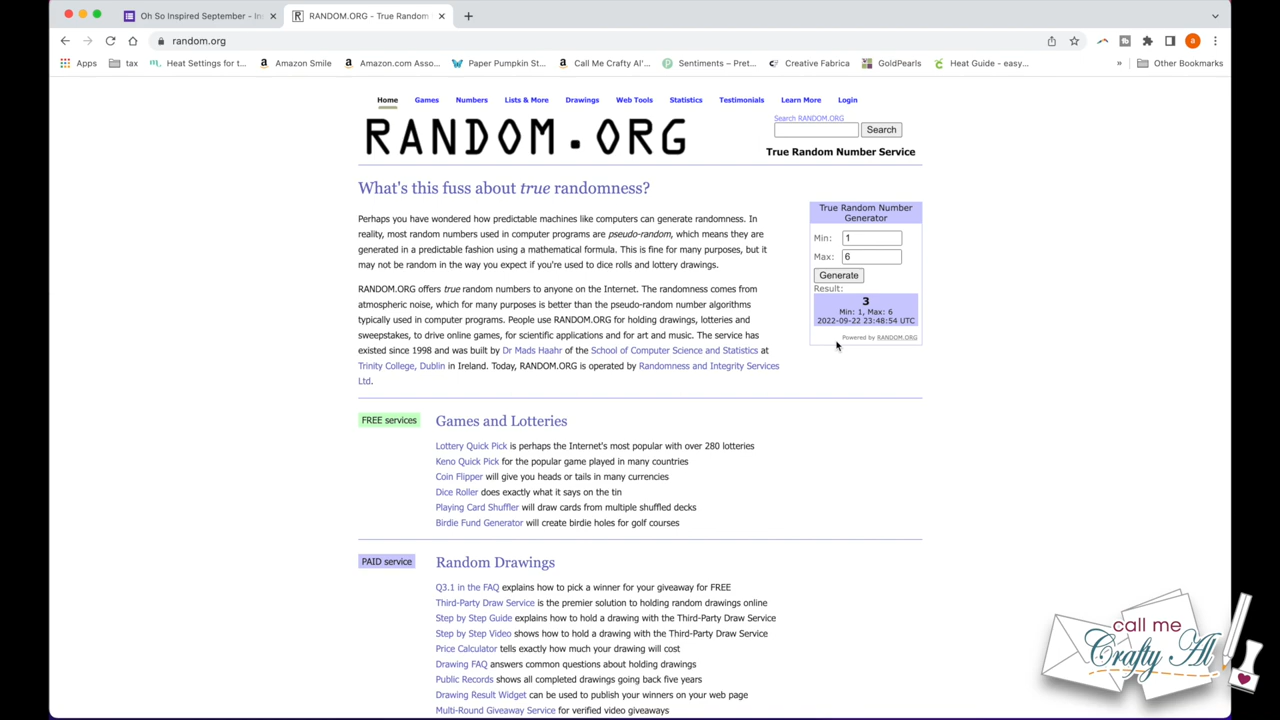 Oh So Inspired September - In
RANDOM.ORG - True Random
random.org
Apps
tax
Heat Settings for t...
Amazon Smile
Amazon.com Asso...
Paper Pumpkin St...
Call Me Crafty Al'...
Sentiments – Pret...
Creative Fabrica
GoldPearls
Heat Guide - easy...
»
Other Bookmarks
Home
Games
Numbers
Lists & More
Drawings
Web Tools
Statistics
Testimonials
Learn More
Login
RANDOM.ORG
Search RANDOM.ORG
Search
True Random Number Service
What's this fuss about true randomness?
Perhaps you have wondered how predictable machines like computers can generate randomness. In
reality, most random numbers used in computer programs are pseudo-random, which means they are
generated in a predictable fashion using a mathematical formula. This is fine for many purposes, but it
may not be random in the way you expect if you're used to dice rolls and lottery drawings.
RANDOM.ORG offers true random numbers to anyone on the Internet. The randomness comes from
atmospheric noise, which for many purposes is better than the pseudo-random number algorithms
typically used in computer programs. People use RANDOM.ORG for holding drawings, lotteries and
sweepstakes, to drive online games, for scientific applications and for art and music. The service has
existed since 1998 and was built by Dr Mads Haahr of the School of Computer Science and Statistics at
Trinity College, Dublin in Ireland. Today, RANDOM.ORG is operated by Randomness and Integrity Services
Ltd.
True Random Number
Generator
Min: 1
Max: 6
Generate
Result:
3
Min: 1, Max: 6
2022-09-22 23:48:54 UTC
Powered by RANDOM.ORG
FREE services
Games and Lotteries
Lottery Quick Pick is perhaps the Internet's most popular with over 280 lotteries
Keno Quick Pick for the popular game played in many countries
Coin Flipper will give you heads or tails in many currencies
Dice Roller does exactly what it says on the tin
Playing Card Shuffler will draw cards from multiple shuffled decks
Birdie Fund Generator will create birdie holes for golf courses
PAID service
Random Drawings
Q3.1 in the FAQ explains how to pick a winner for your giveaway for FREE
Third-Party Draw Service is the premier solution to holding random drawings online
Step by Step Guide explains how to hold a drawing with the Third-Party Draw Service
Step by Step Video shows how to hold a drawing with the Third-Party Draw Service
Price Calculator tells exactly how much your drawing will cost
Drawing FAQ answers common questions about holding drawings
Public Records shows all completed drawings going back five years
Drawing Result Widget can be used to publish your winners on your web page
Multi-Round Giveaway Service for verified video giveaways
call me
Crafty Al